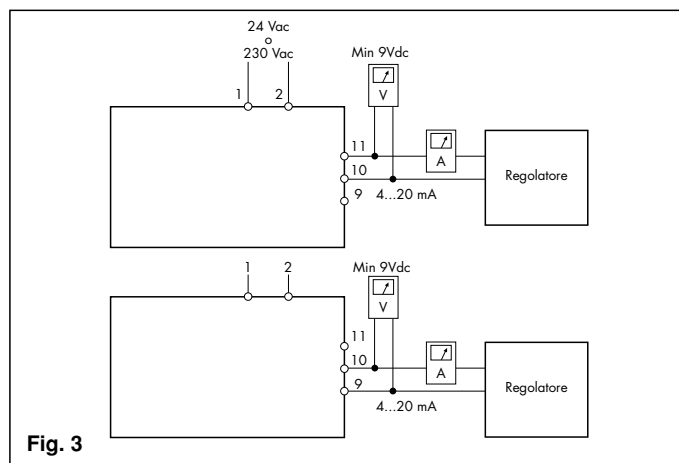 24 Vac
o
230 Vac
1 2
Min 9Vdc
V
11
A
10
9
4...20 mA
Regolatore
1 2
Min 9Vdc
V
11
10
A
9
4...20 mA
Regolatore
Fig. 3